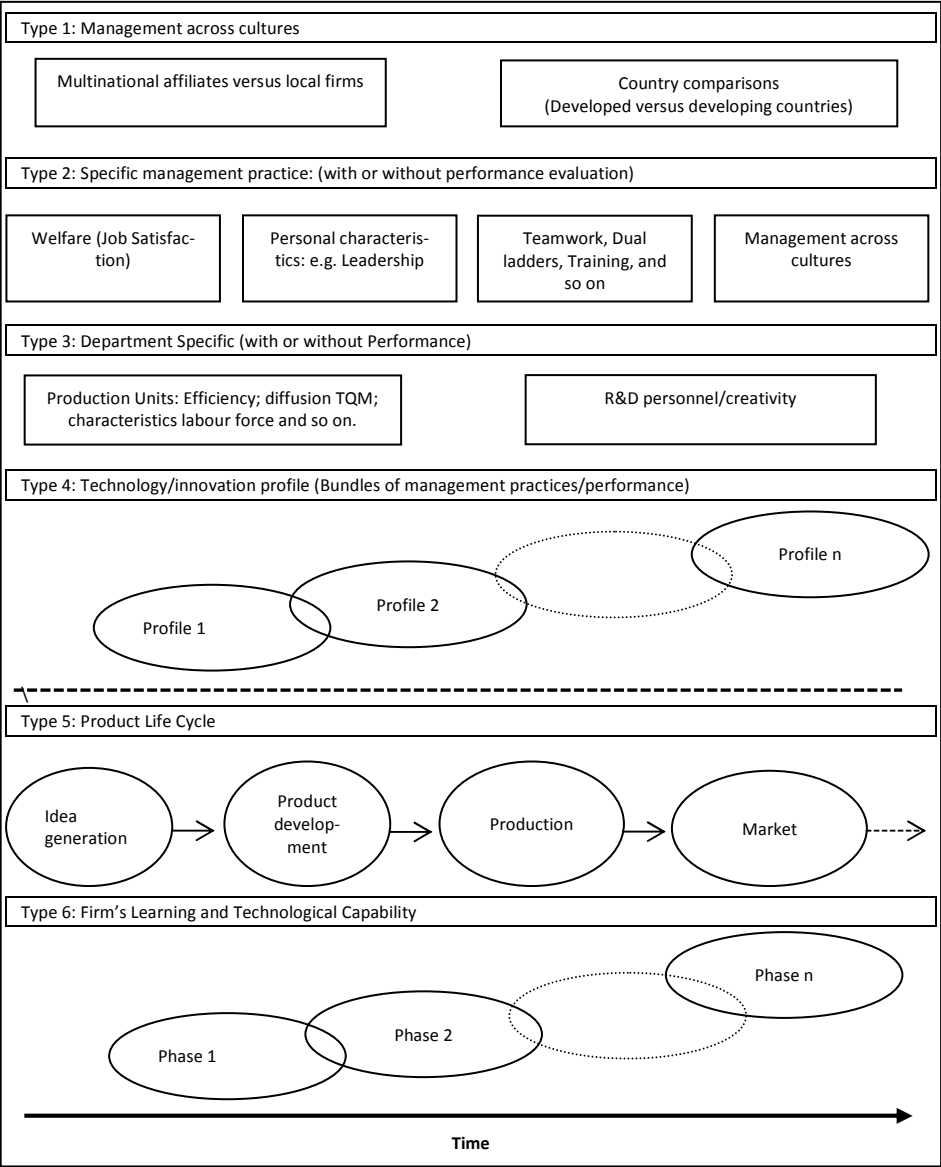 Type 1: Management across cultures
Multinational affiliates versus local firms
Country comparisons
(Developed versus developing countries)
Type 2: Specific management practice: (with or without performance evaluation)
Welfare (Job Satisfac-
tion)
Personal characteris-
tics: e.g. Leadership
Teamwork, Dual
ladders, Training, and
so on
Management across
cultures
Type 3: Department Specific (with or without Performance)
Production Units: Efficiency; diffusion TQM;
characteristics labour force and so on.
R&D personnel/creativity
Type 4: Technology/innovation profile (Bundles of management practices/performance)
Profile 1
Profile 2
Profile n
Type 5: Product Life Cycle
Idea
generation
Product
develop-
ment
Production
Market
Type 6: Firm's Learning and Technological Capability
Phase 1
Phase 2
Phase n
Time